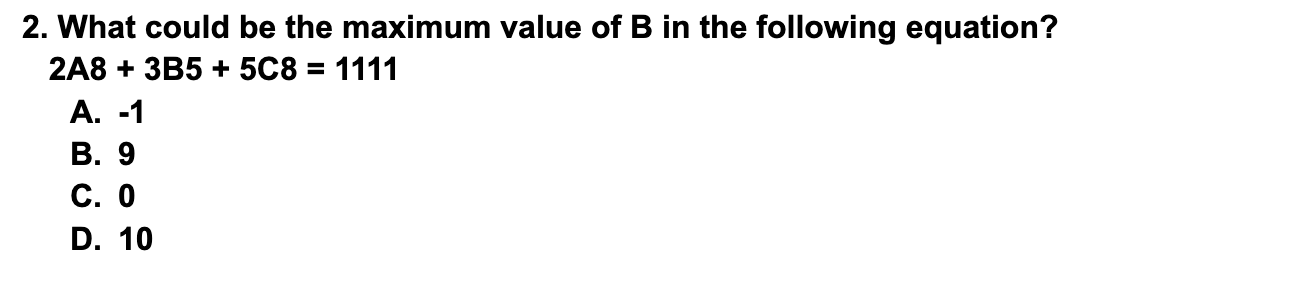 2. What could be the maximum value of B in the following equation?
2A8 + 3B5 + 5C8 = 1111
A. -1
B. 9
C. 0
D. 10